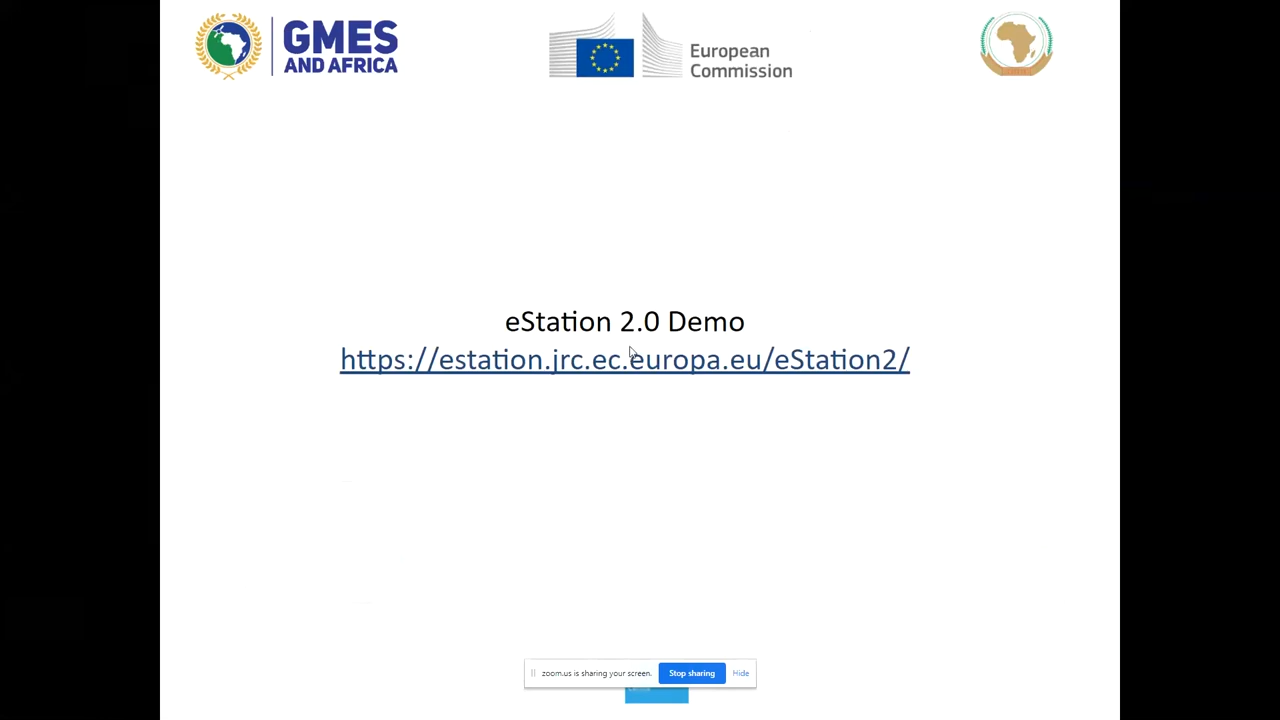 GMES
AND AFRICA
European
Commission
eStation 2.0 Demo
https://estation.jrc.ec.europa.eu/eStation2/
zoom.us is sharing your screen.
Stop sharing
Hide